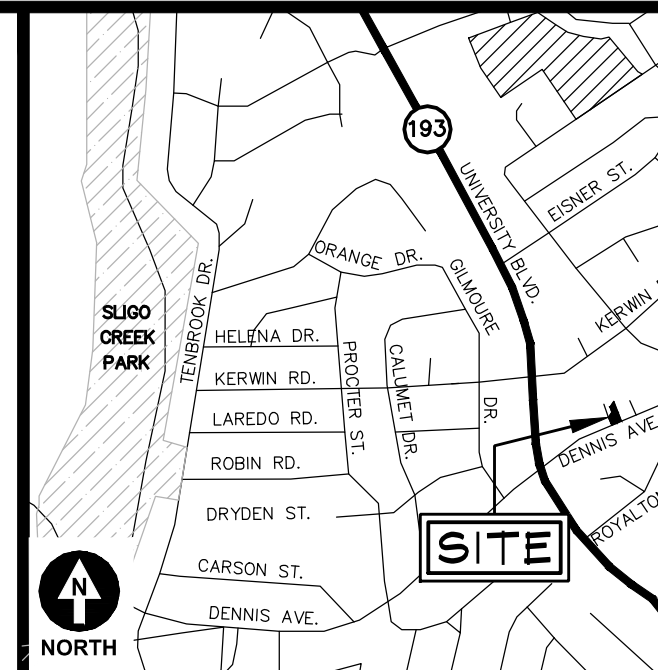 193
UNIVERSITY BLVD.
EISNER ST.
ORANGE DR.
GILMOURE
DR.
TENBROOK DR.
SLIGO
CREEK
PARK
KERWIN
HELENA DR.
PROCTER ST.
CALUMET DR.
KERWIN RD.
LAREDO RD.
DENNIS AVE.
ROBIN RD.
DRYDEN ST.
ROYALTO
SITE
CARSON ST.
DENNIS AVE.
N
NORTH